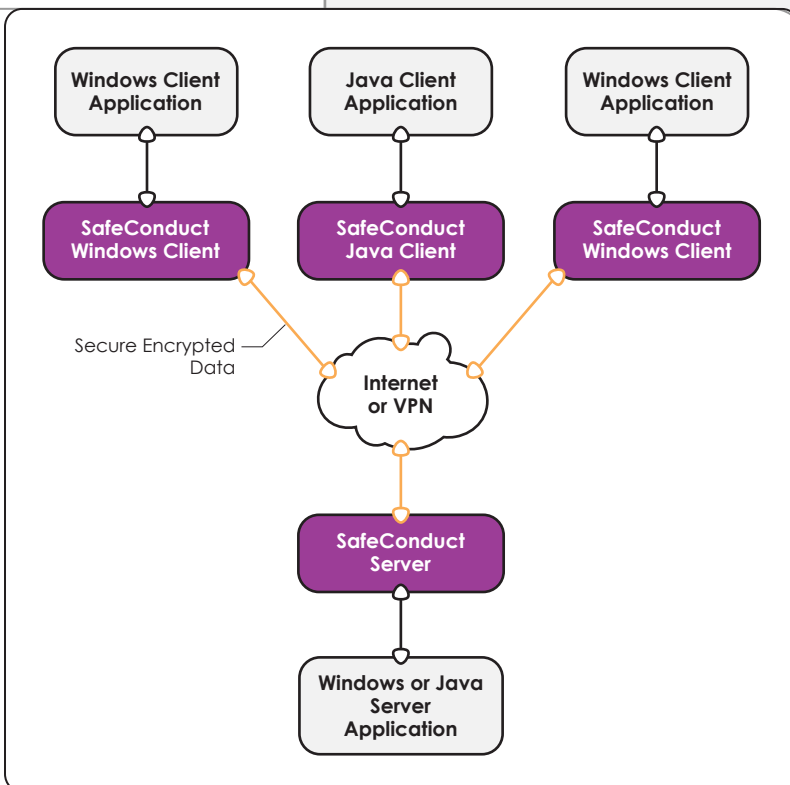 Windows Client
Application
Java Client
Application
Windows Client
Application
SafeConduct
Windows Client
SafeConduct
Java Client
SafeConduct
Windows Client
Secure Encrypted
Data
Internet
or VPN
SafeConduct
Server
Windows or Java
Server
Application